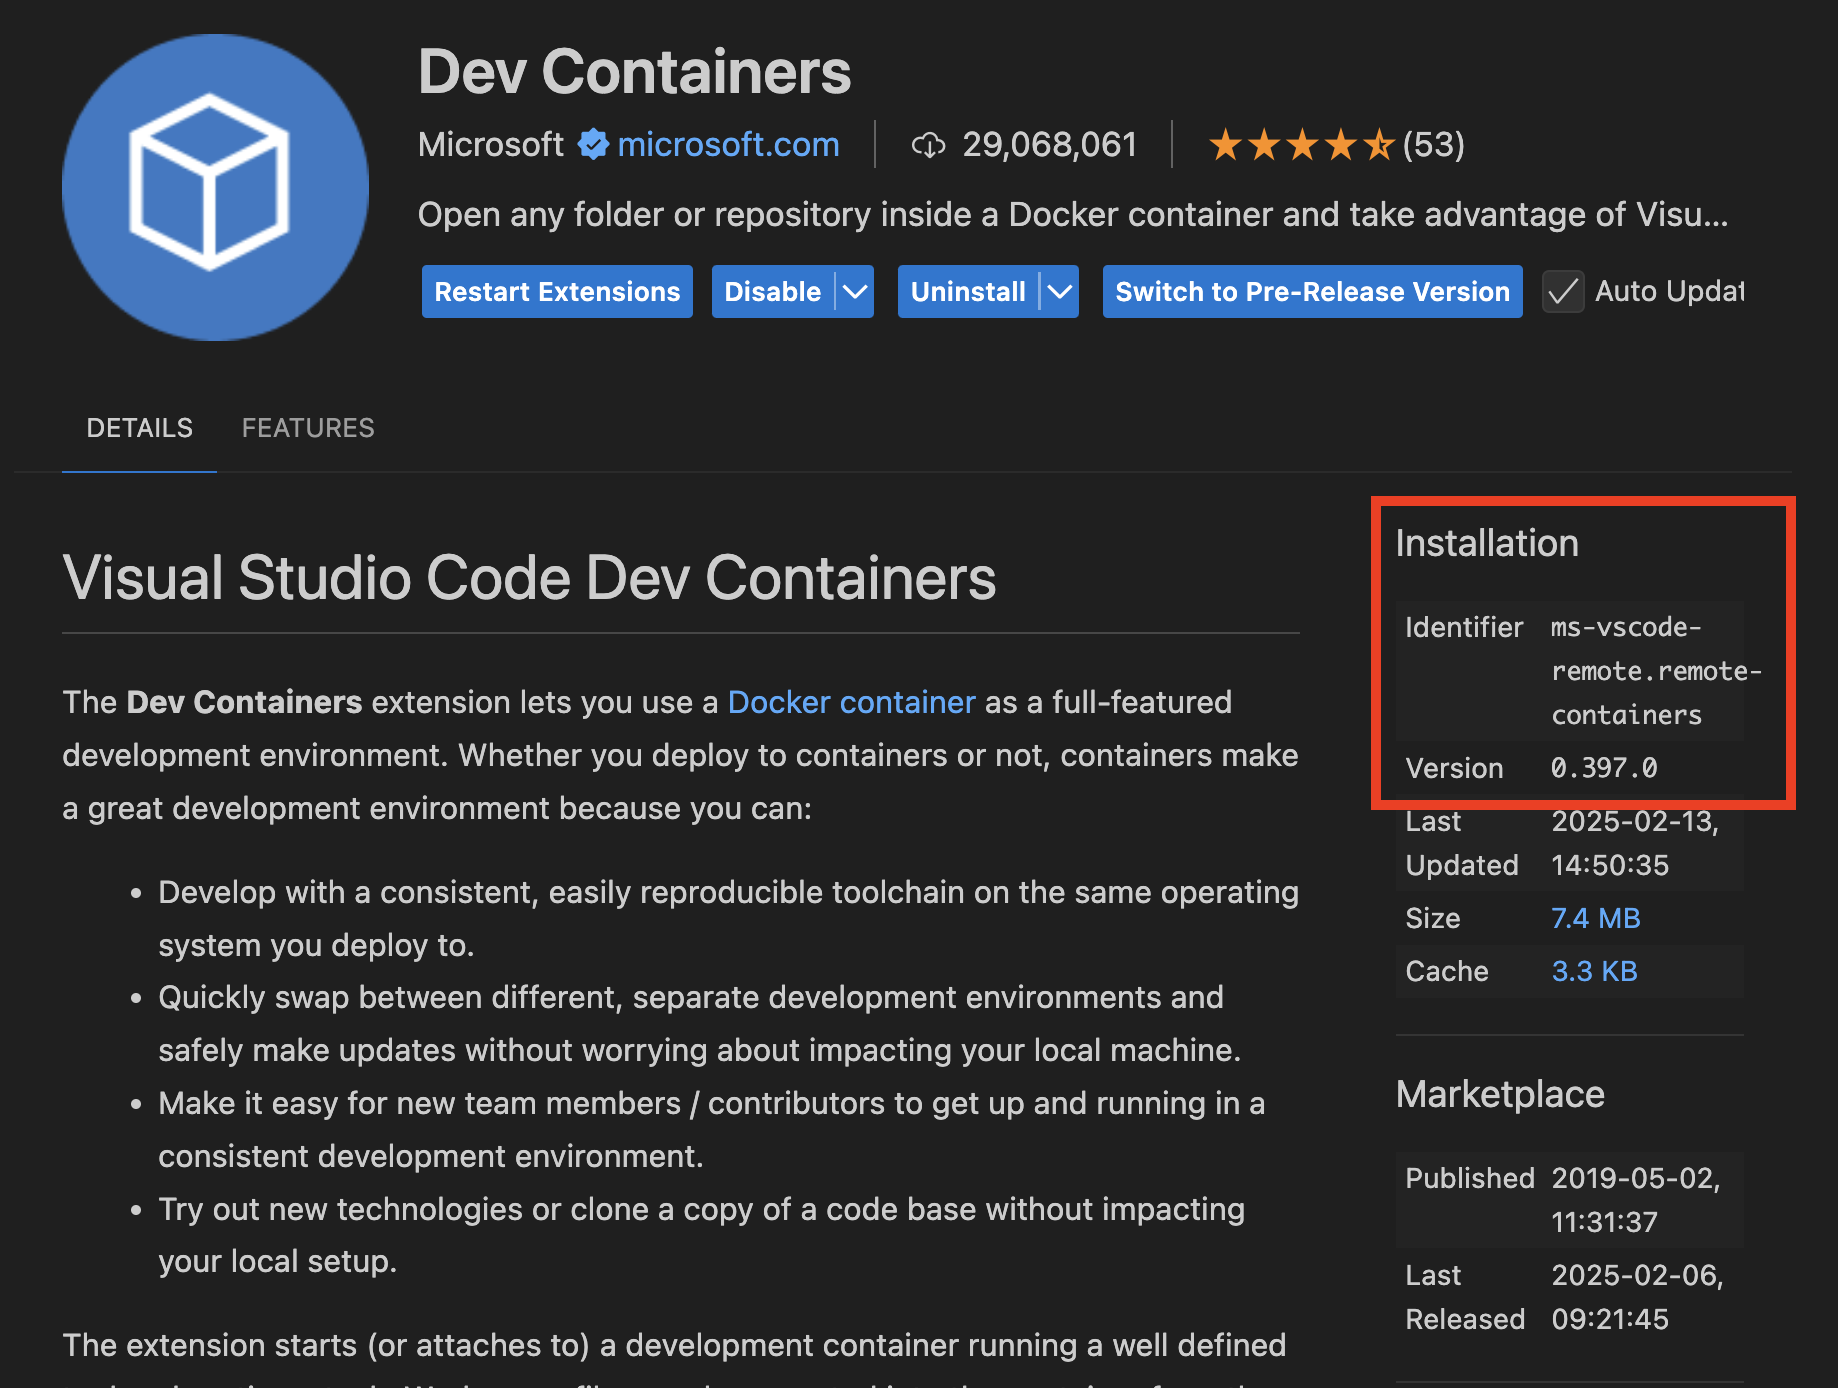 Dev Containers
Microsoft microsoft.com 29,068,061 (53)
Open any folder or repository inside a Docker container and take advantage of Visu...
Restart Extensions Disable Uninstall Switch to Pre-Release Version Auto Updat
DETAILS FEATURES
Visual Studio Code Dev Containers
The Dev Containers extension lets you use a Docker container as a full-featured
development environment. Whether you deploy to containers or not, containers make
a great development environment because you can:
• Develop with a consistent, easily reproducible toolchain on the same operating
system you deploy to.
• Quickly swap between different, separate development environments and
safely make updates without worrying about impacting your local machine.
• Make it easy for new team members / contributors to get up and running in a
consistent development environment.
• Try out new technologies or clone a copy of a code base without impacting
your local setup.
The extension starts (or attaches to) a development container running a well defined
Installation
Identifier ms-vscode-
remote.remote-
containers
Version 0.397.0
Last 2025-02-13,
Updated 14:50:35
Size 7.4 MB
Cache 3.3 KB
Marketplace
Published 2019-05-02,
11:31:37
Last 2025-02-06,
Released 09:21:45